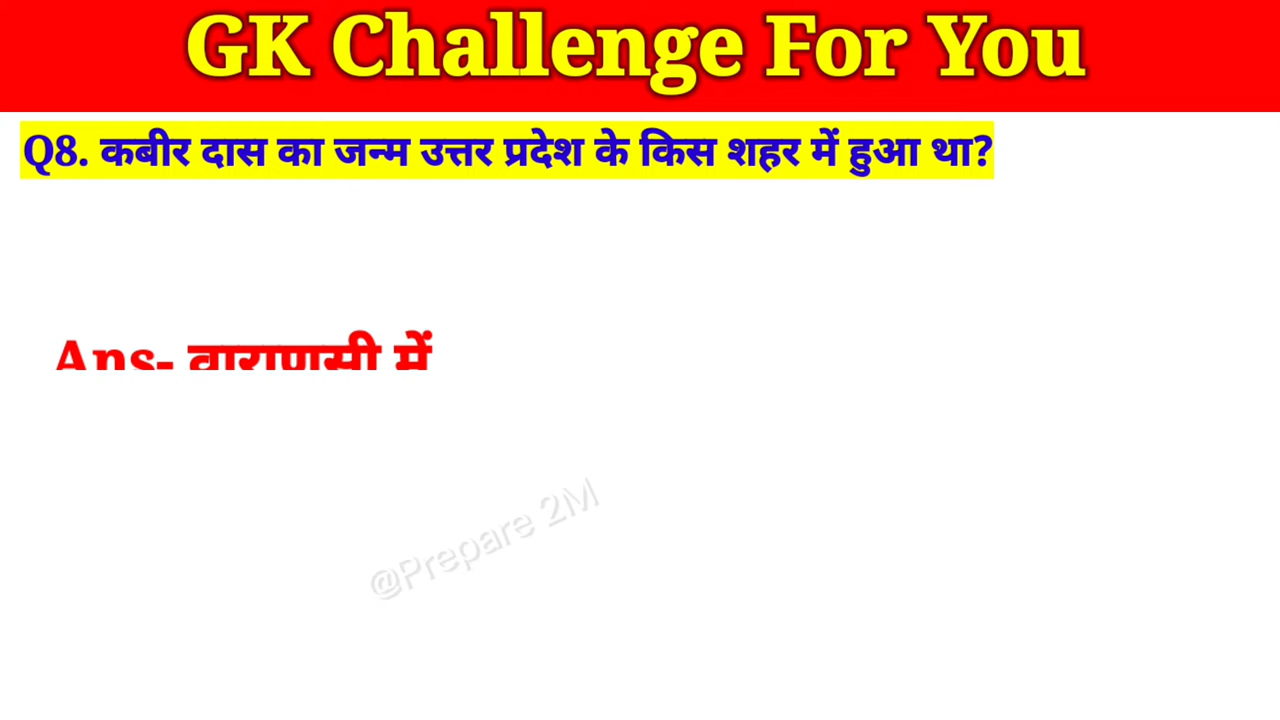 GK Challenge For You
Q8. कबीर दास का जन्म उत्तर प्रदेश के किस शहर में हुआ था?
Ans- वाराणसी में
@Prepare 2M